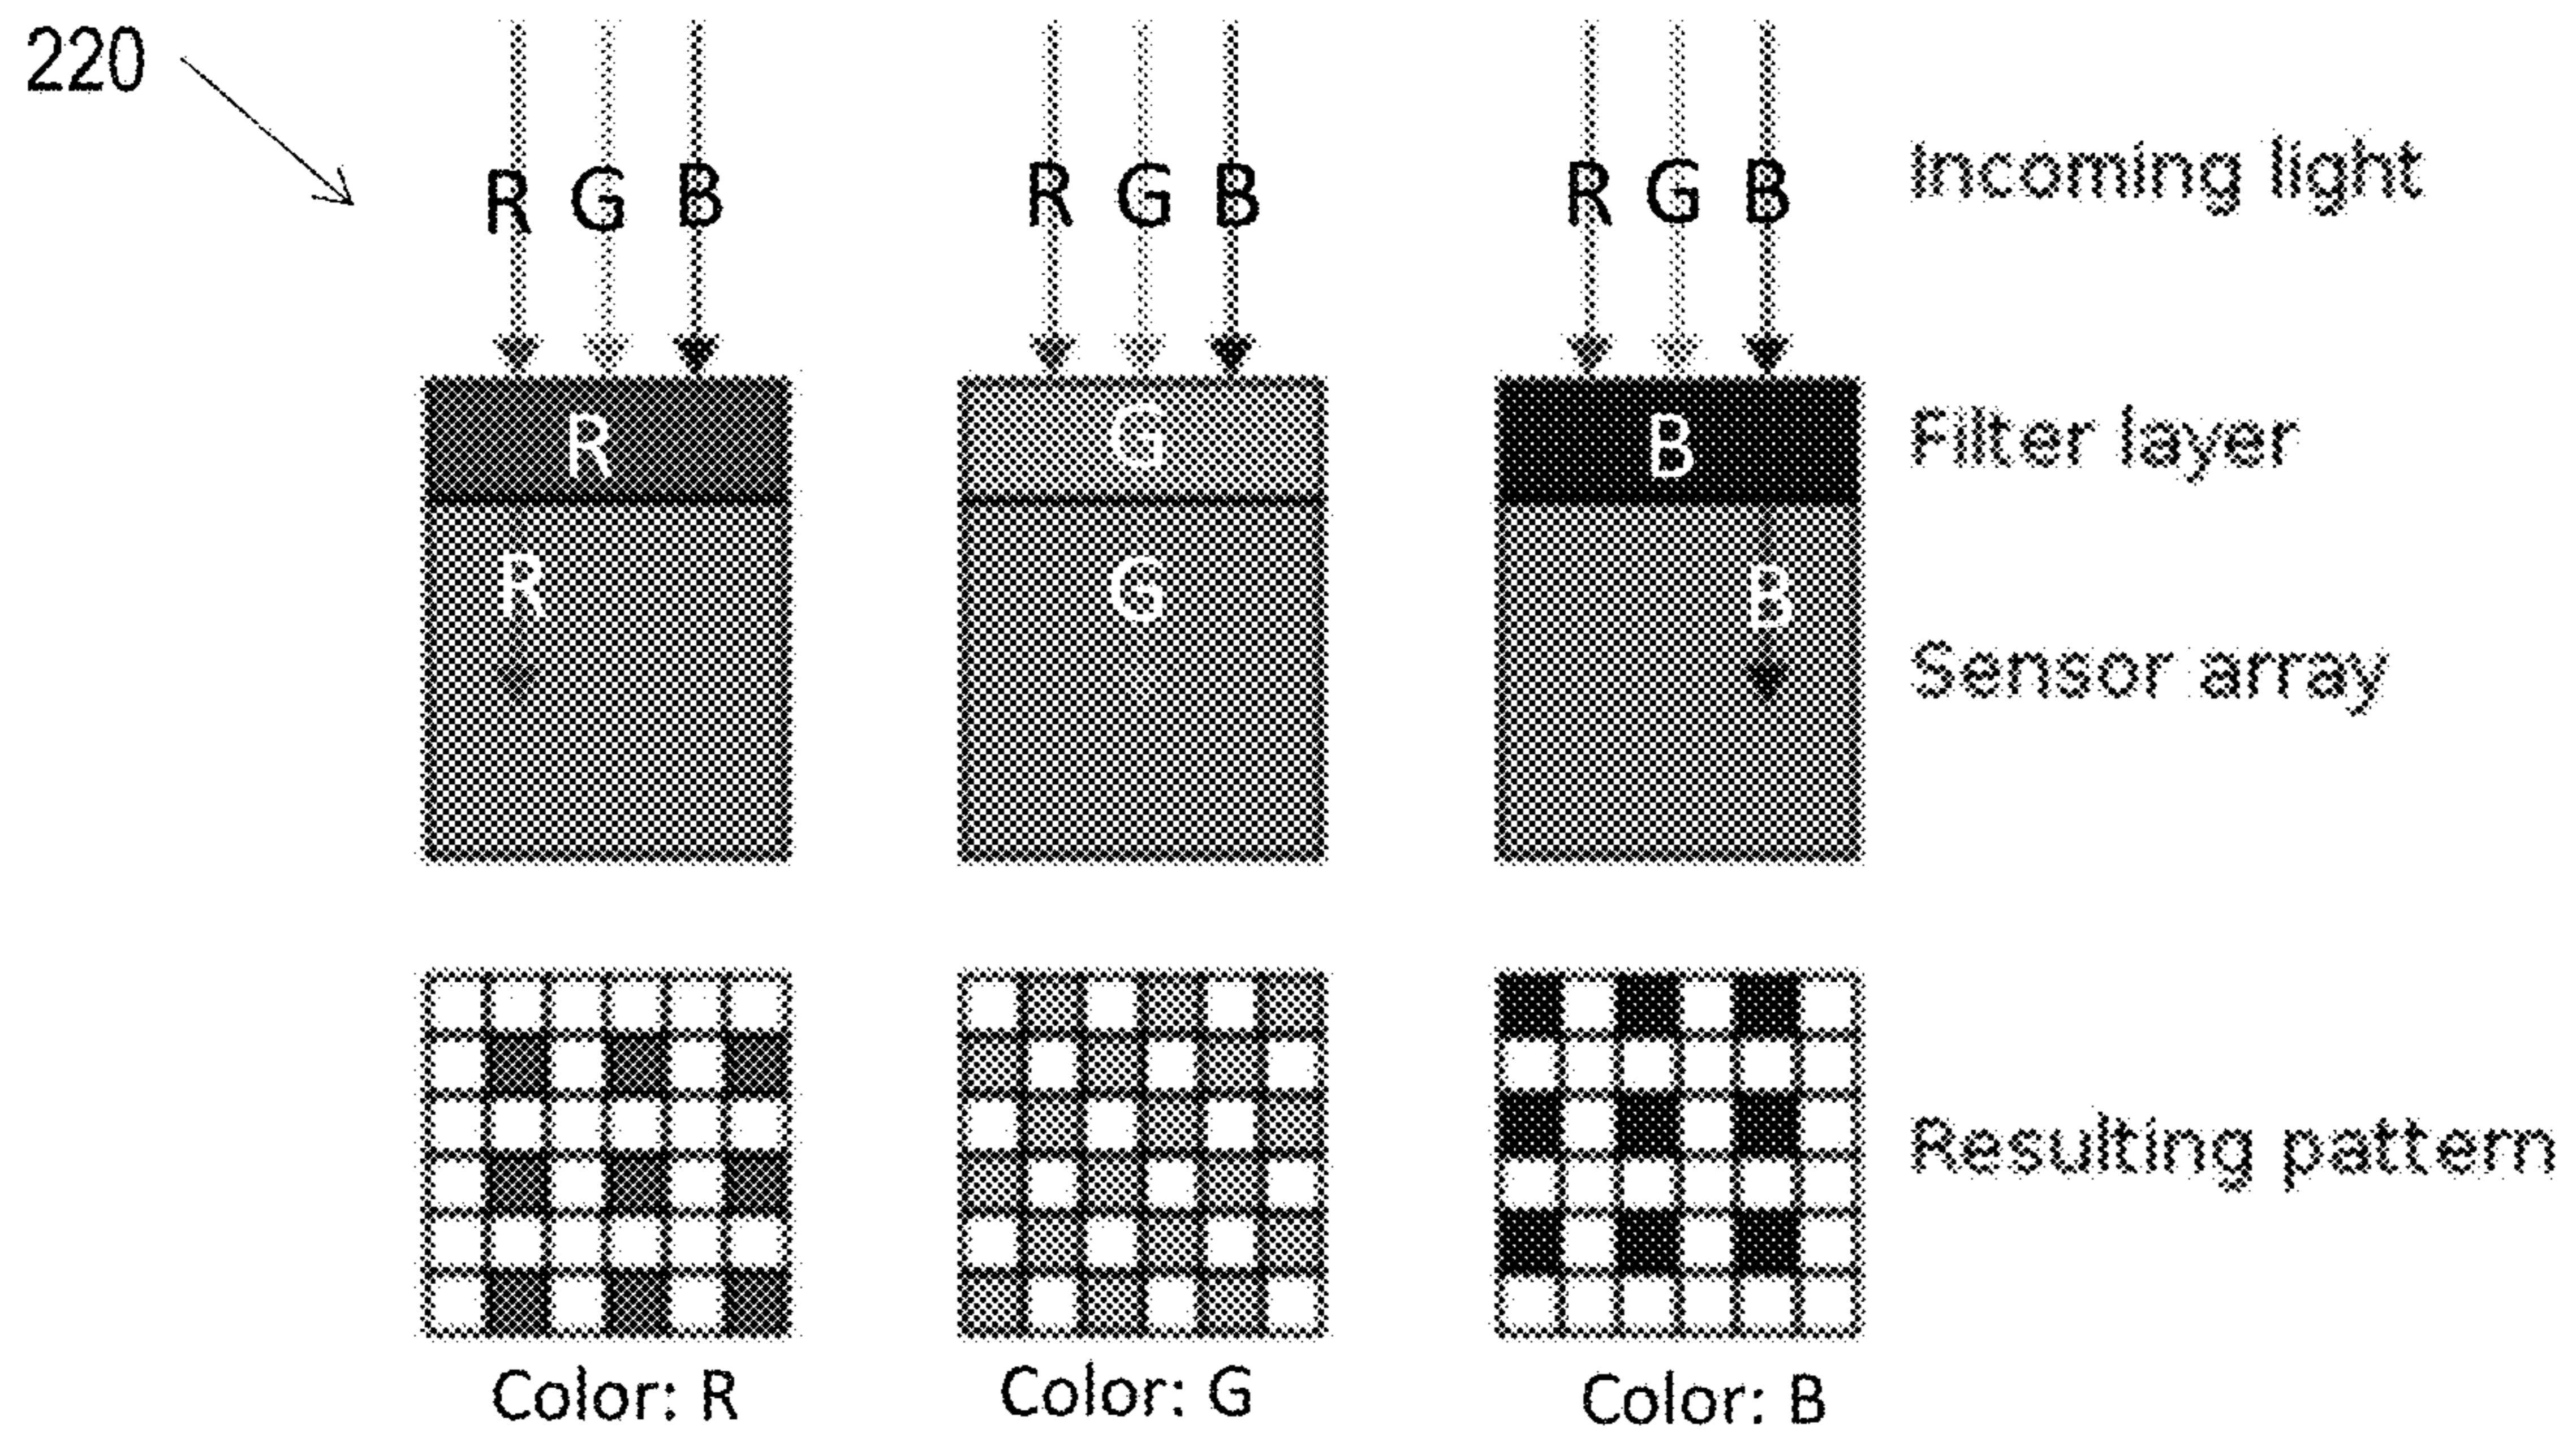 220
R G B R G B R G B Incoming light
R G B Filter layer
R G B
Sensor array
Resulting pattern
Color: R Color: G Color: B